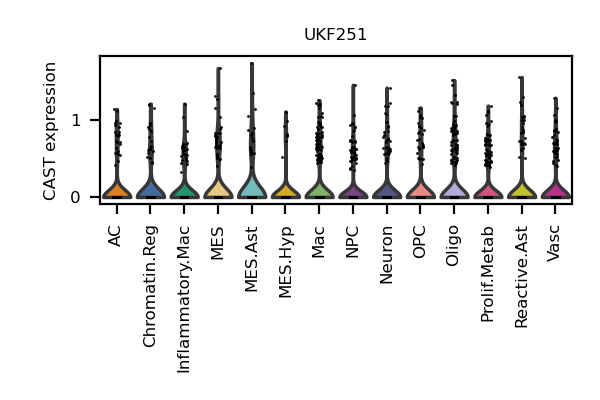 UKF251
CAST expression
1
0
AC
Chromatin.Reg
Inflammatory.Mac
MES
MES.Ast
MES.Hyp
Mac
NPC
Neuron
OPC
Oligo
Prolif.Metab
Reactive.Ast
Vasc